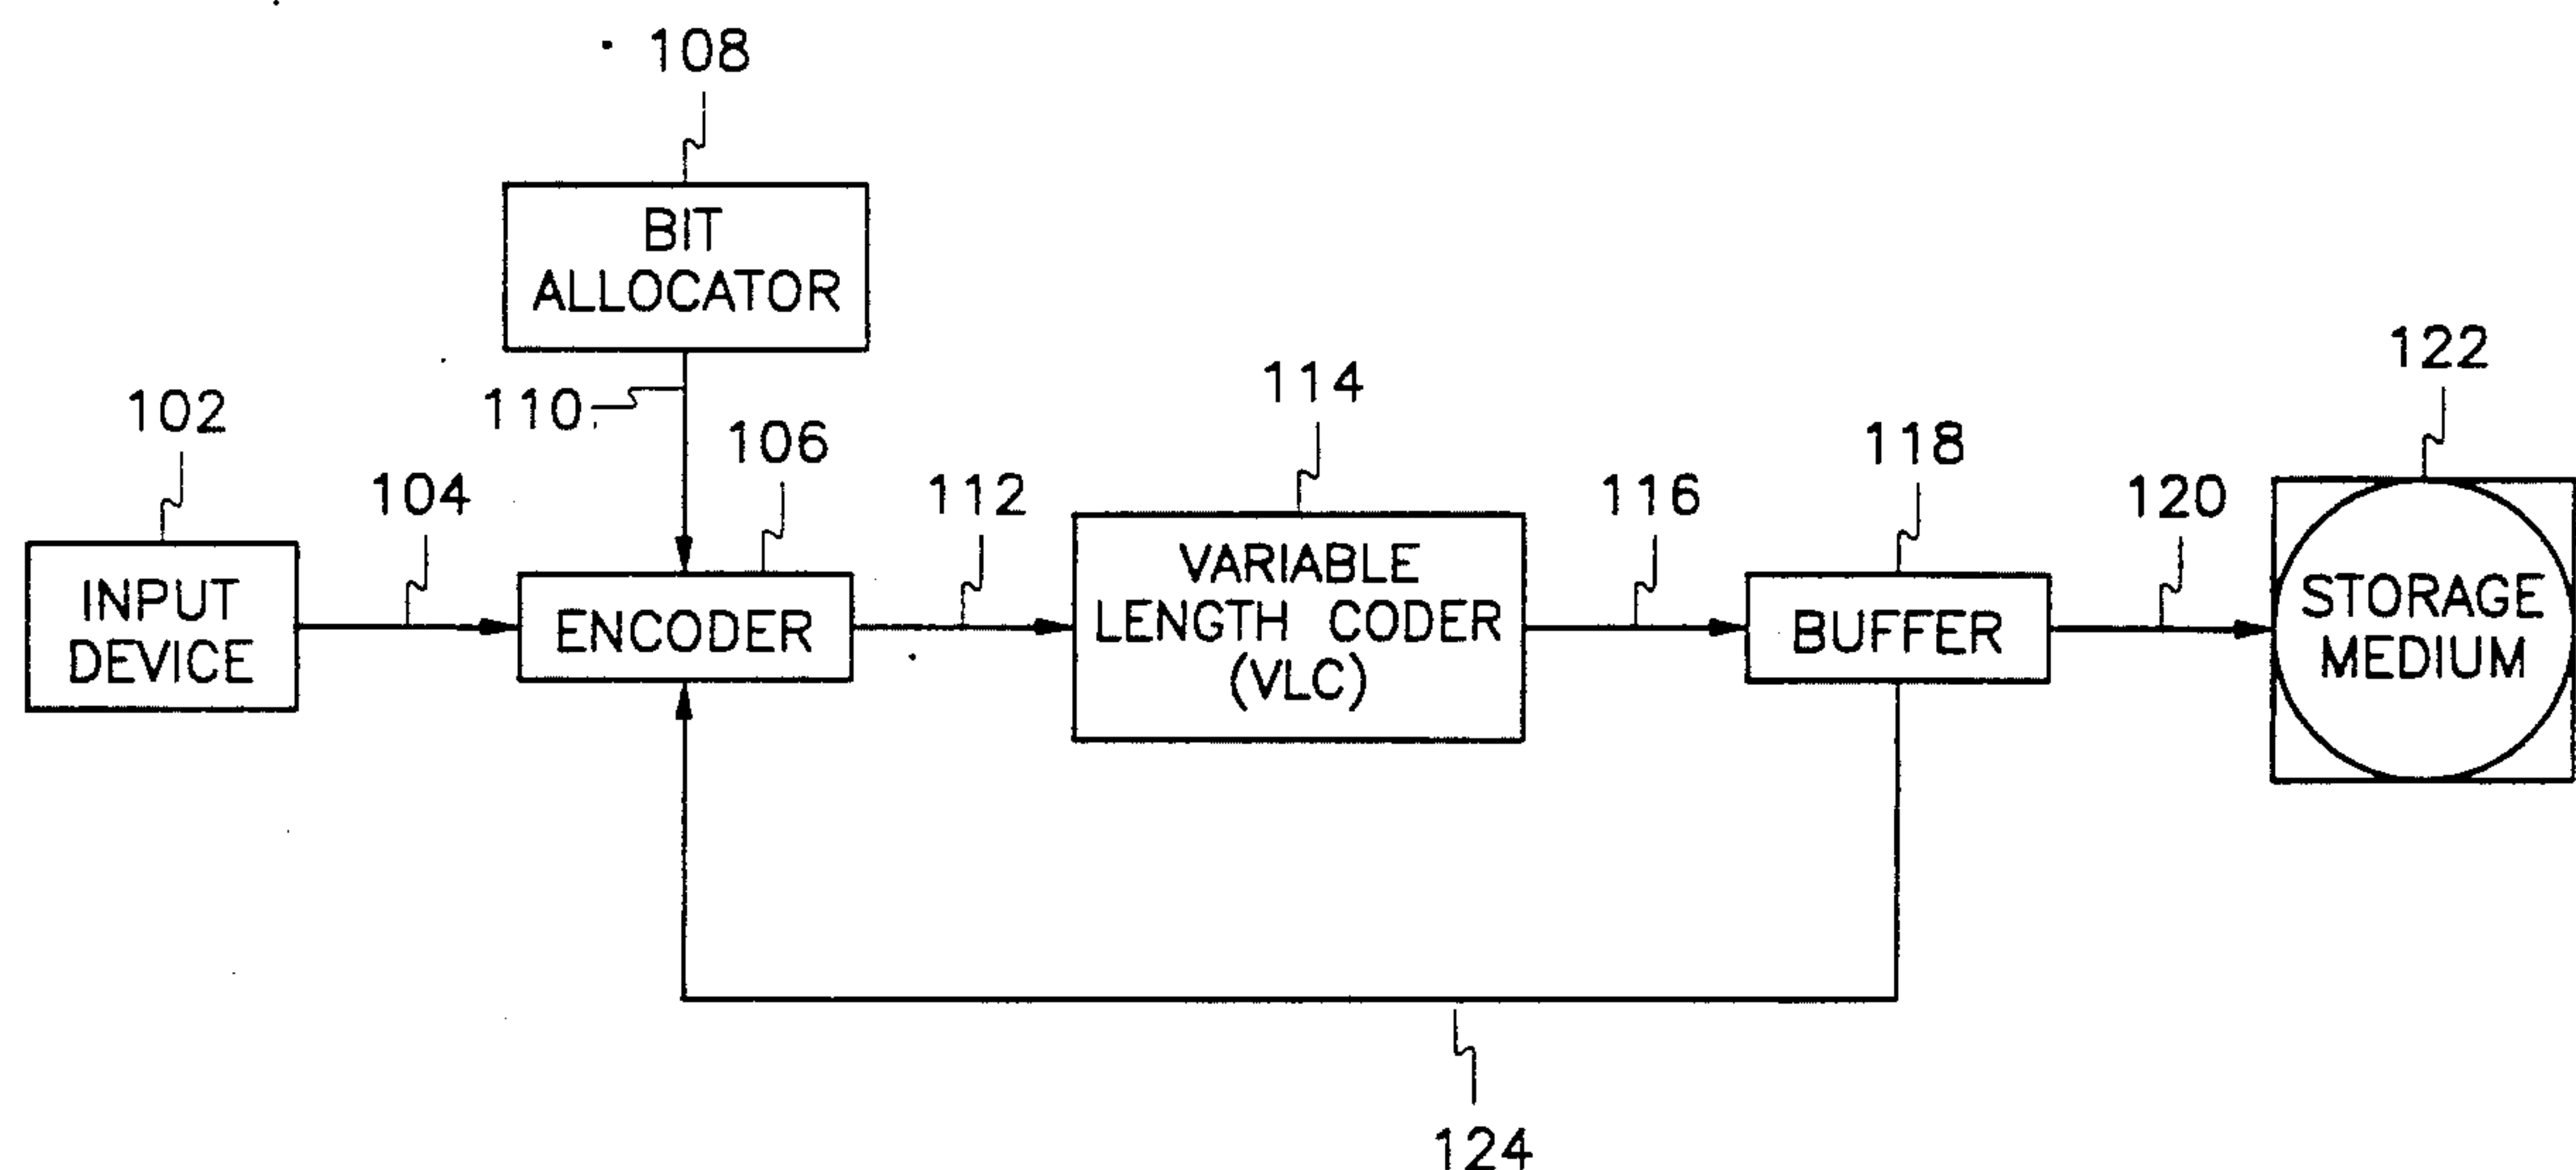 108
BIT
ALLOCATOR
110
102
104
106
112
114
116
118
120
122
INPUT
DEVICE
ENCODER
VARIABLE
LENGTH CODER
(VLC)
BUFFER
STORAGE
MEDIUM
124